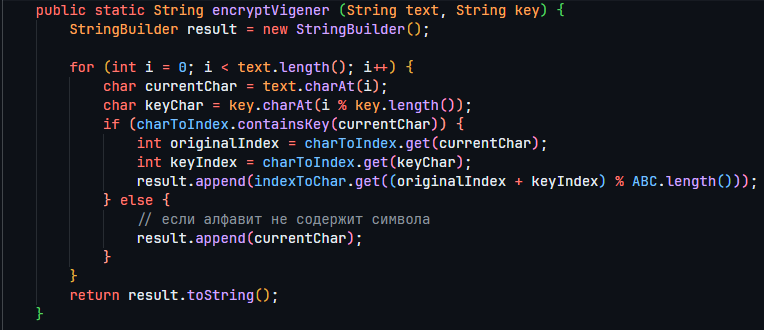 public static String encryptVigener (String text, String key) {
    StringBuilder result = new StringBuilder();

    for (int i = 0; i < text.length(); i++) {
        char currentChar = text.charAt(i);
        char keyChar = key.charAt(i % key.length());
        if (charToIndex.containsKey(currentChar)) {
            int originalIndex = charToIndex.get(currentChar);
            int keyIndex = charToIndex.get(keyChar);
            result.append(indexToChar.get((originalIndex + keyIndex) % ABC.length()));
        } else {
            // если алфавит не содержит символа
            result.append(currentChar);
        }
    }
    return result.toString();
}